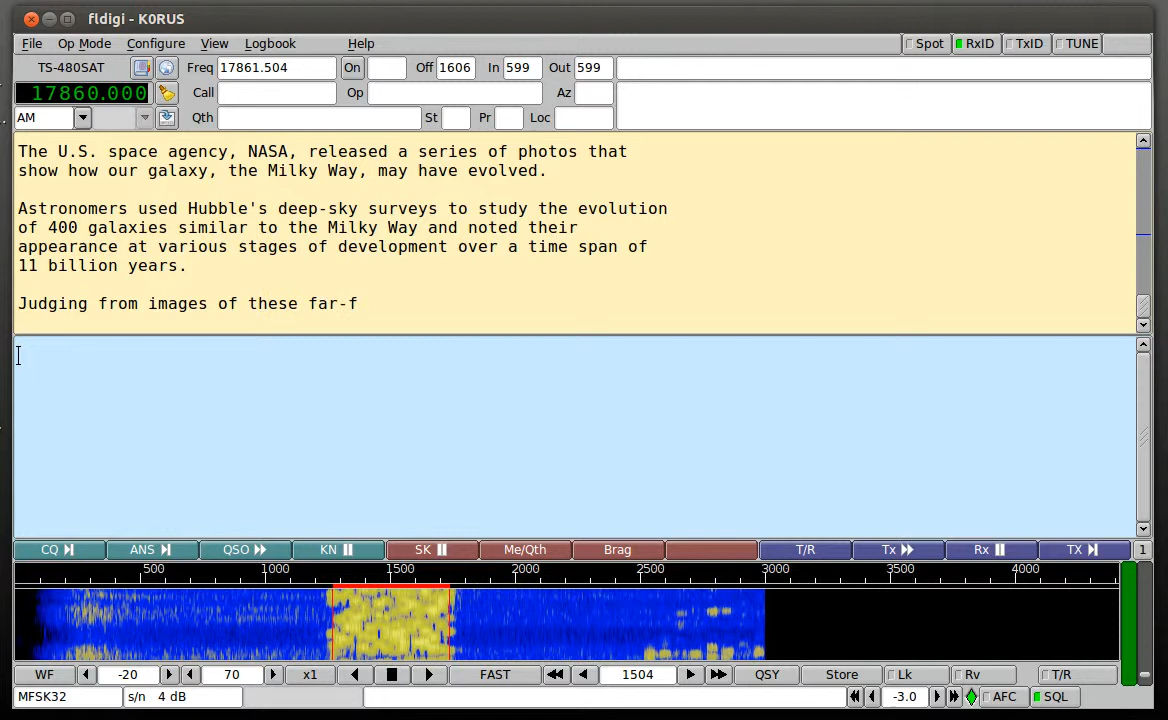 fldigi - K0RUS
File Op Mode Configure View Logbook Help Spot RxID TxID TUNE
TS-480SAT Freq 17861.504 On Off 1606 In 599 Out 599
17860.000 Call Op Az
AM Qth St Pr Loc
The U.S. space agency, NASA, released a series of photos that
show how our galaxy, the Milky Way, may have evolved.
Astronomers used Hubble's deep-sky surveys to study the evolution
of 400 galaxies similar to the Milky Way and noted their
appearance at various stages of development over a time span of
11 billion years.
Judging from images of these far-f
CQ ANS QSO KN SK Me/Qth Brag T/R Tx Rx TX 1
500 1000 1500 2000 2500 3000 3500 4000
WF -20 70 x1 FAST 1504 QSY Store Lk Rv T/R
MFSK32 s/n 4 dB -3.0 AFC SQL